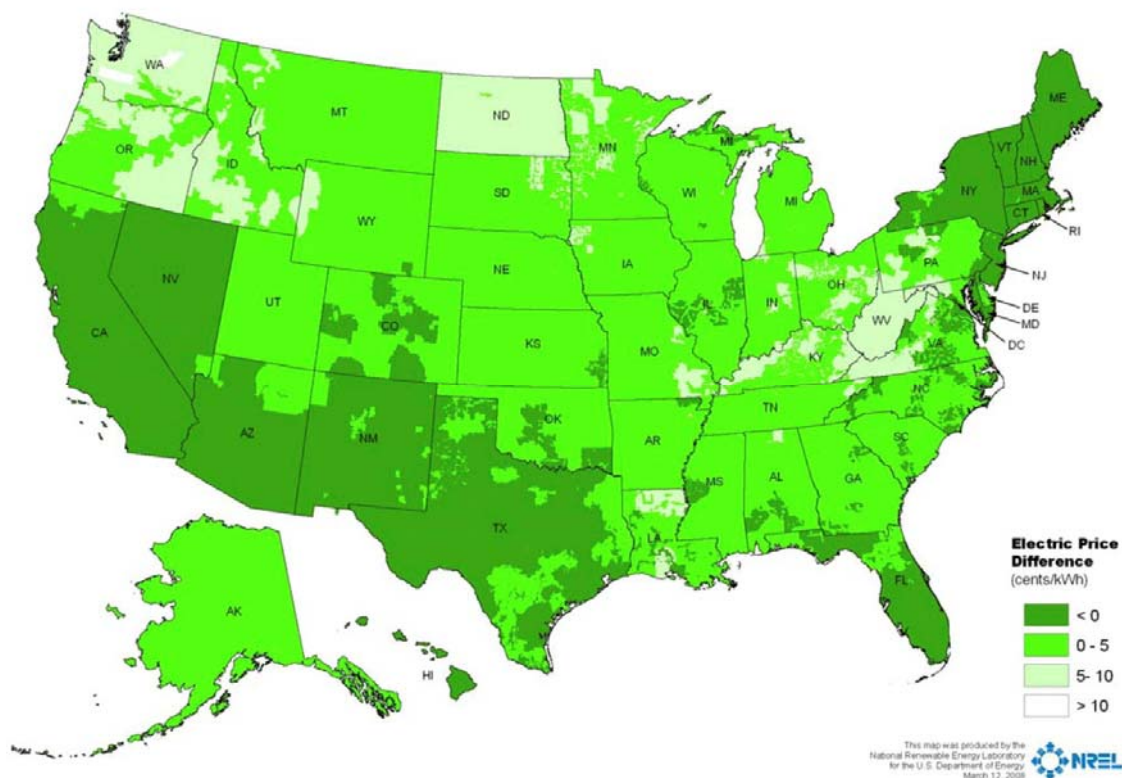 WA
MT
ND
ME
OR
ID
MN
MI
VT
NH
SD
WI
NY
MA
WY
MI
CT
RI
IA
PA
NE
NV
OH
NJ
UT
IL
IN
DE
CA
CO
WV
MD
KS
MO
VA
DC
KY
NC
TN
OK
AZ
NM
AR
SC
MS
AL
GA
TX
LA
FL
AK
HI
Electric Price
Difference
(cents/kWh)
< 0
0 - 5
5- 10
> 10
This map was produced by the
National Renewable Energy Laboratory
for the U.S. Department of Energy
March 12, 2008
NREL